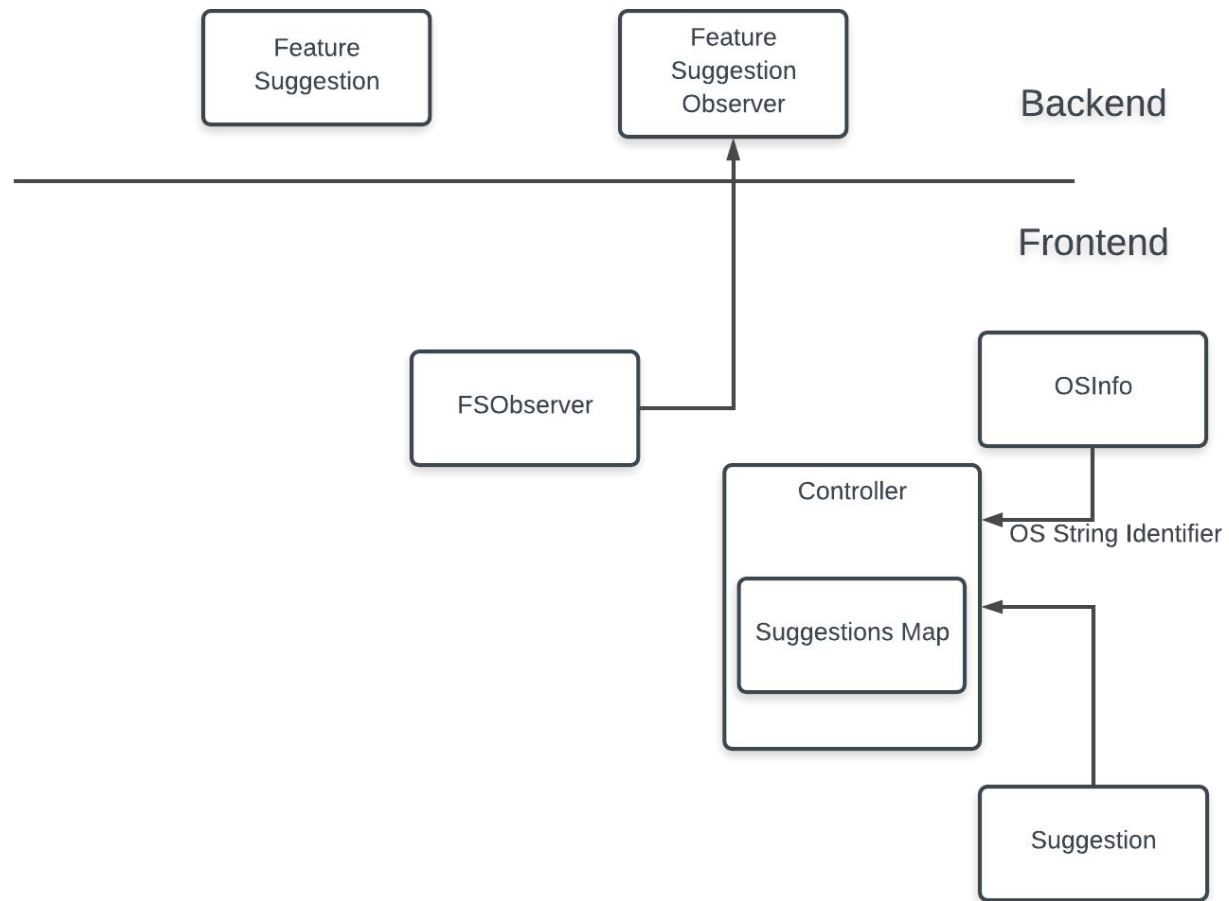 Feature
Suggestion
Feature
Suggestion
Observer
Backend
Frontend
FSObserver
OSInfo
Controller
OS String Identifier
Suggestions Map
Suggestion